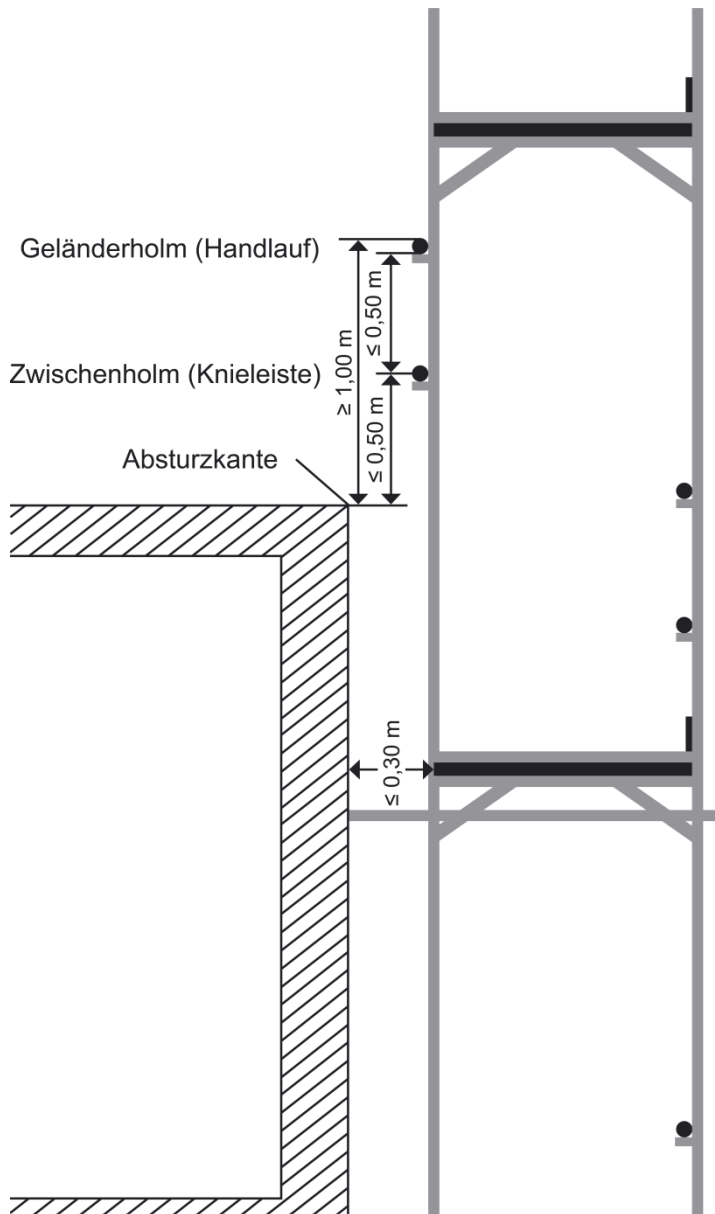 Geländerholm (Handlauf)
≥ 1,00 m
≤ 0,50 m
Zwischenholm (Knieleiste)
≤ 0,50 m
Absturzkante
≤ 0,30 m